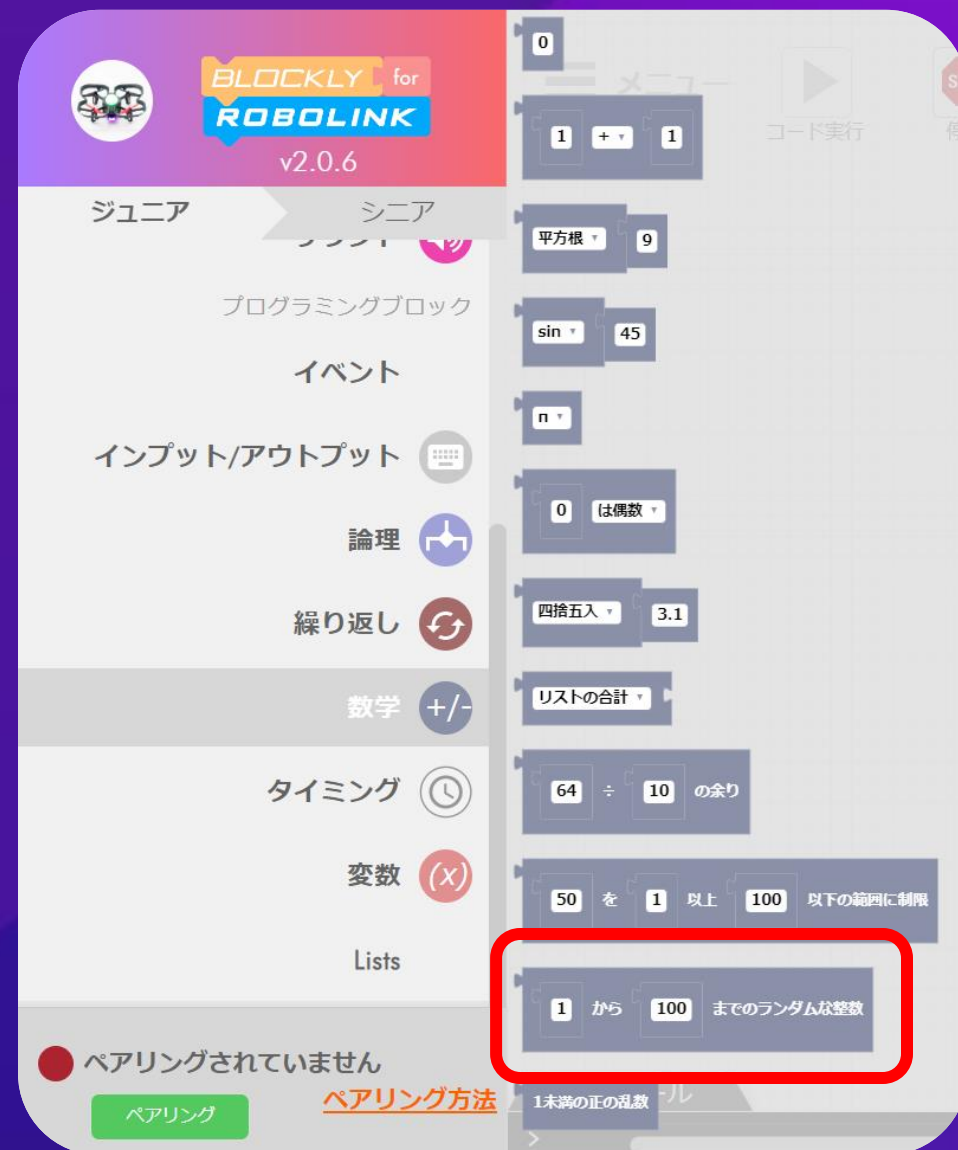 BLOCKLY for
ROBOLINK
v2.0.6
ジュニア
シニア
プログラミングブロック
イベント
インプット/アウトプット
論理
繰り返し
数学 +/-
タイミング
変数 (x)
Lists
ペアリングされていません
ペアリング
ペアリング方法
メニュー
コード実行
0
1 + 1
平方根 9
sin 45
π
0 は偶数
四捨五入 3.1
リストの合計
64 ÷ 10 の余り
50 を 1 以上 100 以下の範囲に制限
1 から 100 までのランダムな整数
1未満の正の乱数